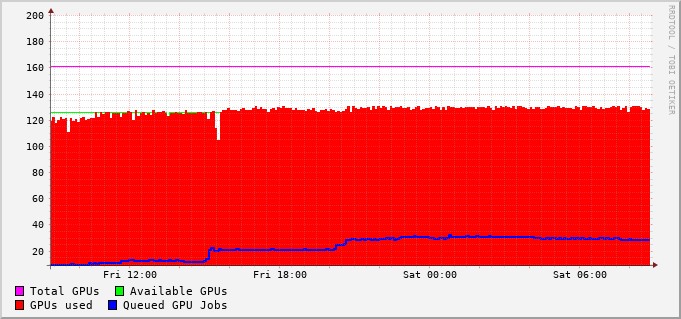 200
180
160
140
120
100
80
60
40
20
Fri 12:00 Fri 18:00 Sat 00:00 Sat 06:00
Total GPUs Available GPUs
GPUs used Queued GPU Jobs
RRDTOOL / TOBI OETIKER